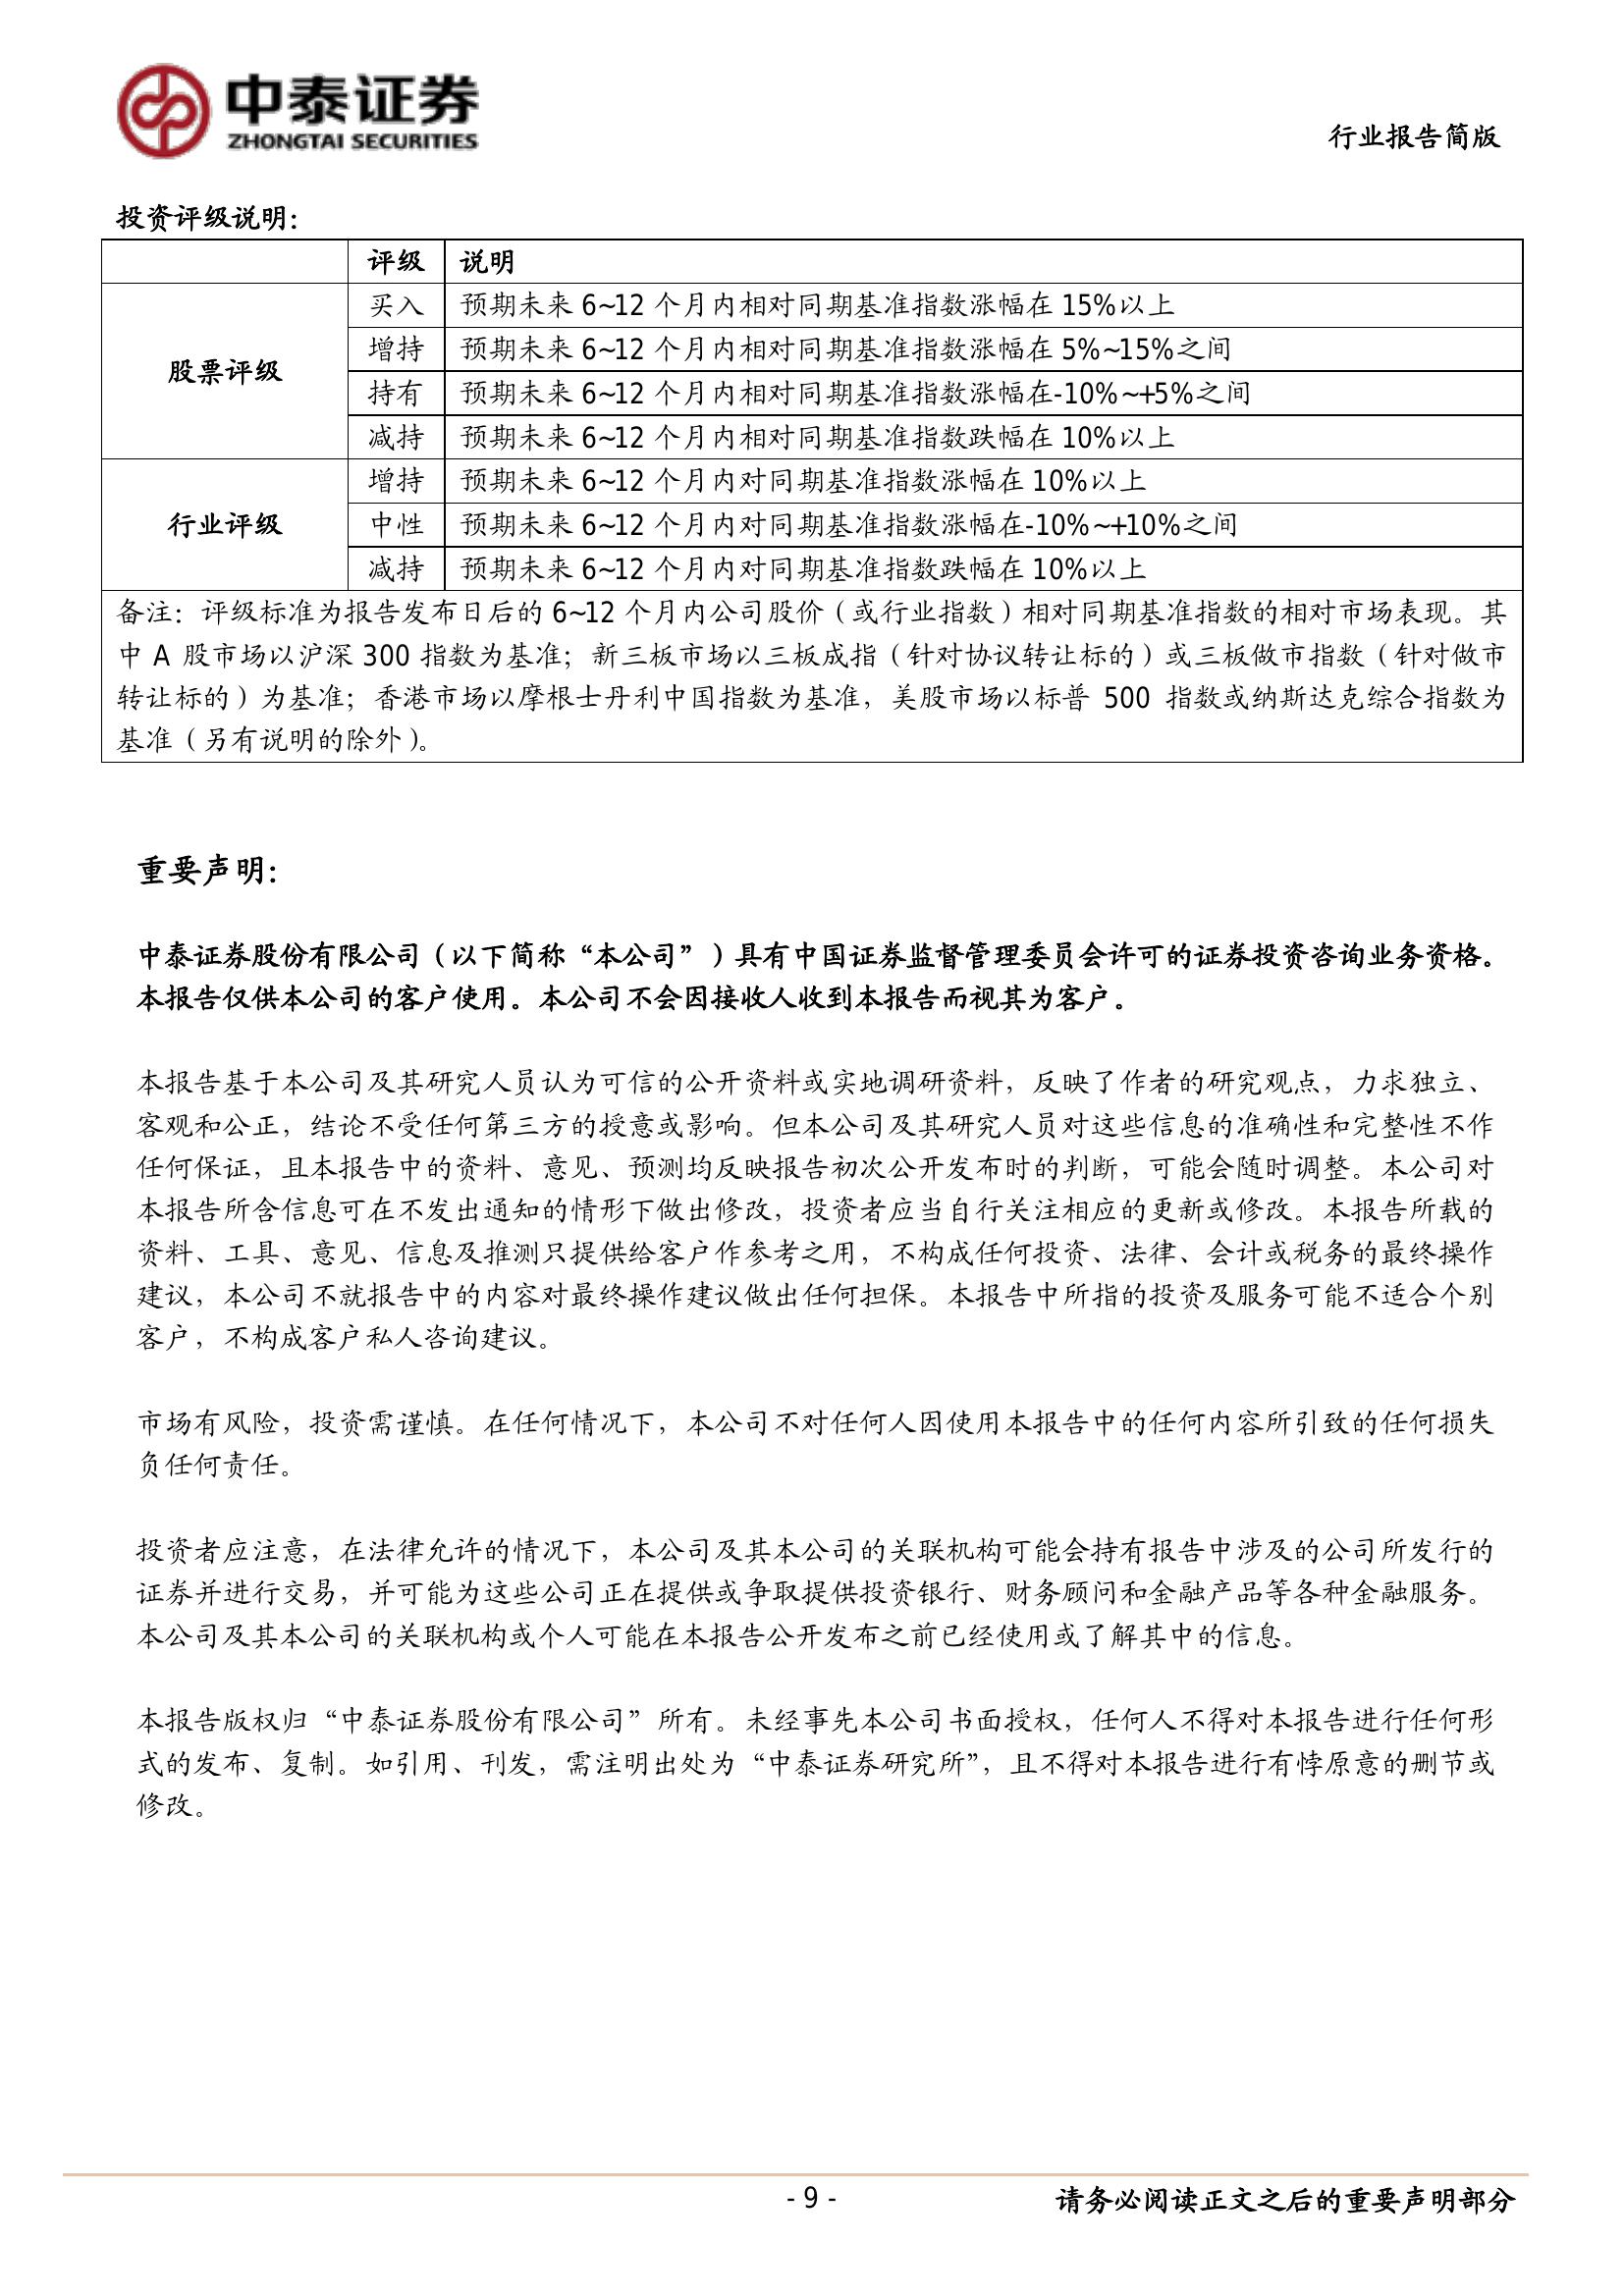 中泰证券
ZHONGTAI SECURITIES
行业报告简版
投资评级说明：
评级 说明
股票评级
买入 预期未来 6~12 个月内相对同期基准指数涨幅在 15%以上
增持 预期未来 6~12 个月内相对同期基准指数涨幅在 5%~15%之间
持有 预期未来 6~12 个月内相对同期基准指数涨幅在-10%~+5%之间
减持 预期未来 6~12 个月内相对同期基准指数跌幅在 10%以上
行业评级
增持 预期未来 6~12 个月内对同期基准指数涨幅在 10%以上
中性 预期未来 6~12 个月内对同期基准指数涨幅在-10%~+10%之间
减持 预期未来 6~12 个月内对同期基准指数跌幅在 10%以上
备注：评级标准为报告发布日后的 6~12 个月内公司股价（或行业指数）相对同期基准指数的相对市场表现。其
中 A 股市场以沪深 300 指数为基准；新三板市场以三板成指（针对协议转让标的）或三板做市指数（针对做市
转让标的）为基准；香港市场以摩根士丹利中国指数为基准，美股市场以标普 500 指数或纳斯达克综合指数为
基准（另有说明的除外）。
重要声明：
中泰证券股份有限公司（以下简称“本公司”）具有中国证券监督管理委员会许可的证券投资咨询业务资格。
本报告仅供本公司的客户使用。本公司不会因接收人收到本报告而视其为客户。
本报告基于本公司及其研究人员认为可信的公开资料或实地调研资料，反映了作者的研究观点，力求独立、
客观和公正，结论不受任何第三方的授意或影响。但本公司及其研究人员对这些信息的准确性和完整性不作
任何保证，且本报告中的资料、意见、预测均反映报告初次公开发布时的判断，可能会随时调整。本公司对
本报告所含信息可在不发出通知的情形下做出修改，投资者应当自行关注相应的更新或修改。本报告所载的
资料、工具、意见、信息及推测只提供给客户作参考之用，不构成任何投资、法律、会计或税务的最终操作
建议，本公司不就报告中的内容对最终操作建议做出任何担保。本报告中所指的投资及服务可能不适合个别
客户，不构成客户私人咨询建议。
市场有风险，投资需谨慎。在任何情况下，本公司不对任何人因使用本报告中的任何内容所引致的任何损失
负任何责任。
投资者应注意，在法律允许的情况下，本公司及其本公司的关联机构可能会持有报告中涉及的公司所发行的
证券并进行交易，并可能为这些公司正在提供或争取提供投资银行、财务顾问和金融产品等各种金融服务。
本公司及其本公司的关联机构或个人可能在本报告公开发布之前已经使用或了解其中的信息。
本报告版权归“中泰证券股份有限公司”所有。未经事先本公司书面授权，任何人不得对本报告进行任何形
式的发布、复制。如引用、刊发，需注明出处为“中泰证券研究所”，且不得对本报告进行有悖原意的删节或
修改。
- 9 -
请务必阅读正文之后的重要声明部分